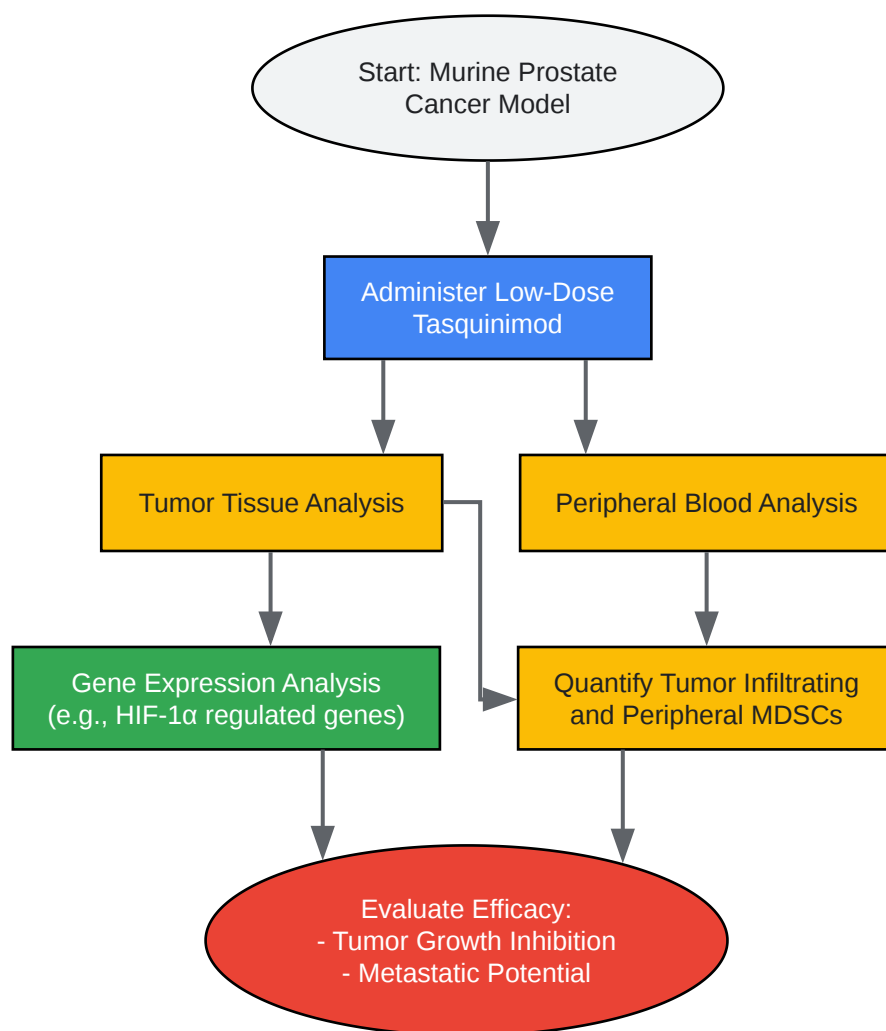 Start: Murine Prostate
Cancer Model
Administer Low-Dose
Tasquinimod
Tumor Tissue Analysis
Peripheral Blood Analysis
Gene Expression Analysis
(e.g., HIF-1α regulated genes)
Quantify Tumor Infiltrating
and Peripheral MDSCs
Evaluate Efficacy:
- Tumor Growth Inhibition
- Metastatic Potential